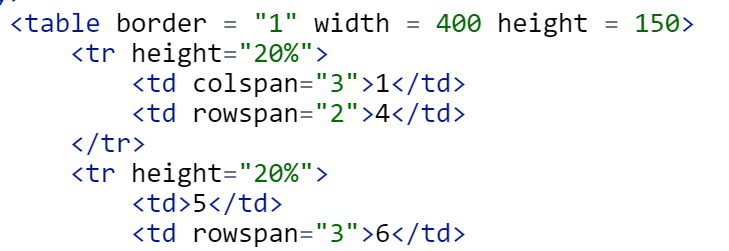 <table border = "1" width = 400 height = 150>
<tr height="20%">
<td colspan="3">1</td>
<td rowspan="2">4</td>
</tr>
<tr height="20%">
<td>5</td>
<td rowspan="3">6</td>